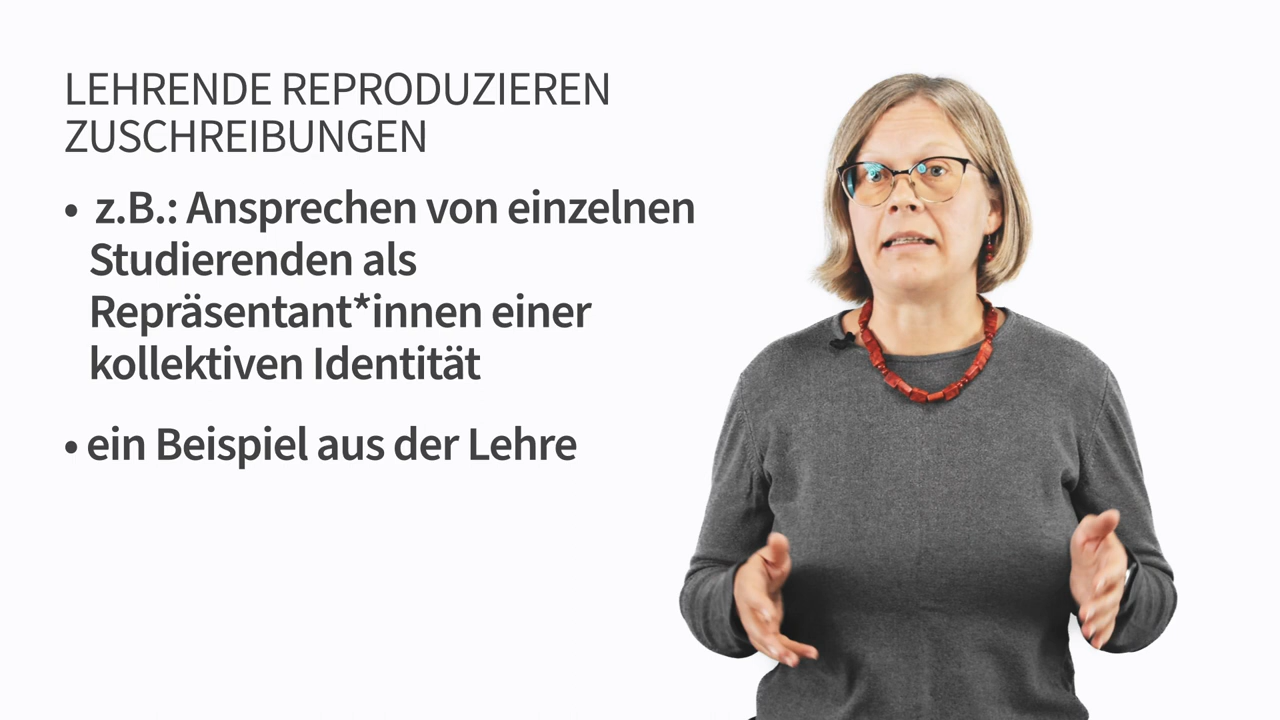 LEHRENDE REPRODUZIEREN
ZUSCHREIBUNGEN
• z.B.: Ansprechen von einzelnen
Studierenden als
Repräsentant*innen einer
kollektiven Identität
• ein Beispiel aus der Lehre